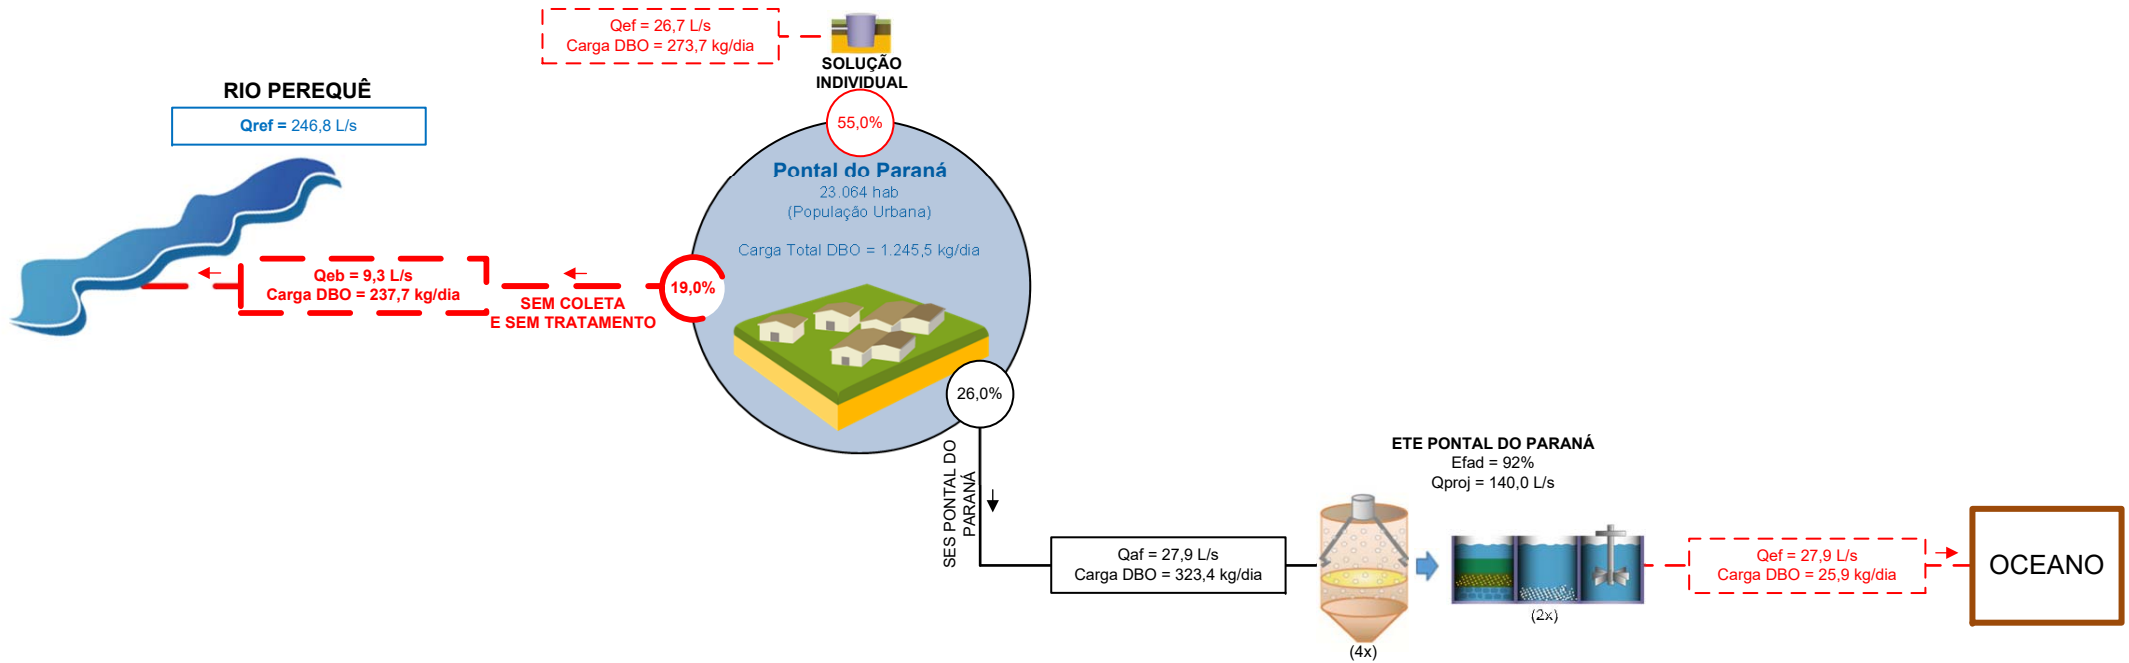 Qef = 26,7 L/s
Carga DBO = 273,7 kg/dia
SOLUÇÃO
INDIVIDUAL
55,0%
RIO PEREQUÊ
Qref = 246,8 L/s
Pontal do Paraná
23.064 hab
(População Urbana)
Carga Total DBO = 1.245,5 kg/dia
Qeb = 9,3 L/s
Carga DBO = 237,7 kg/dia
SEM COLETA
E SEM TRATAMENTO
19,0%
26,0%
SES PONTAL DO
PARANÁ
Qaf = 27,9 L/s
Carga DBO = 323,4 kg/dia
ETE PONTAL DO PARANÁ
Efad = 92%
Qproj = 140,0 L/s
(4x)
(2x)
Qef = 27,9 L/s
Carga DBO = 25,9 kg/dia
OCEANO